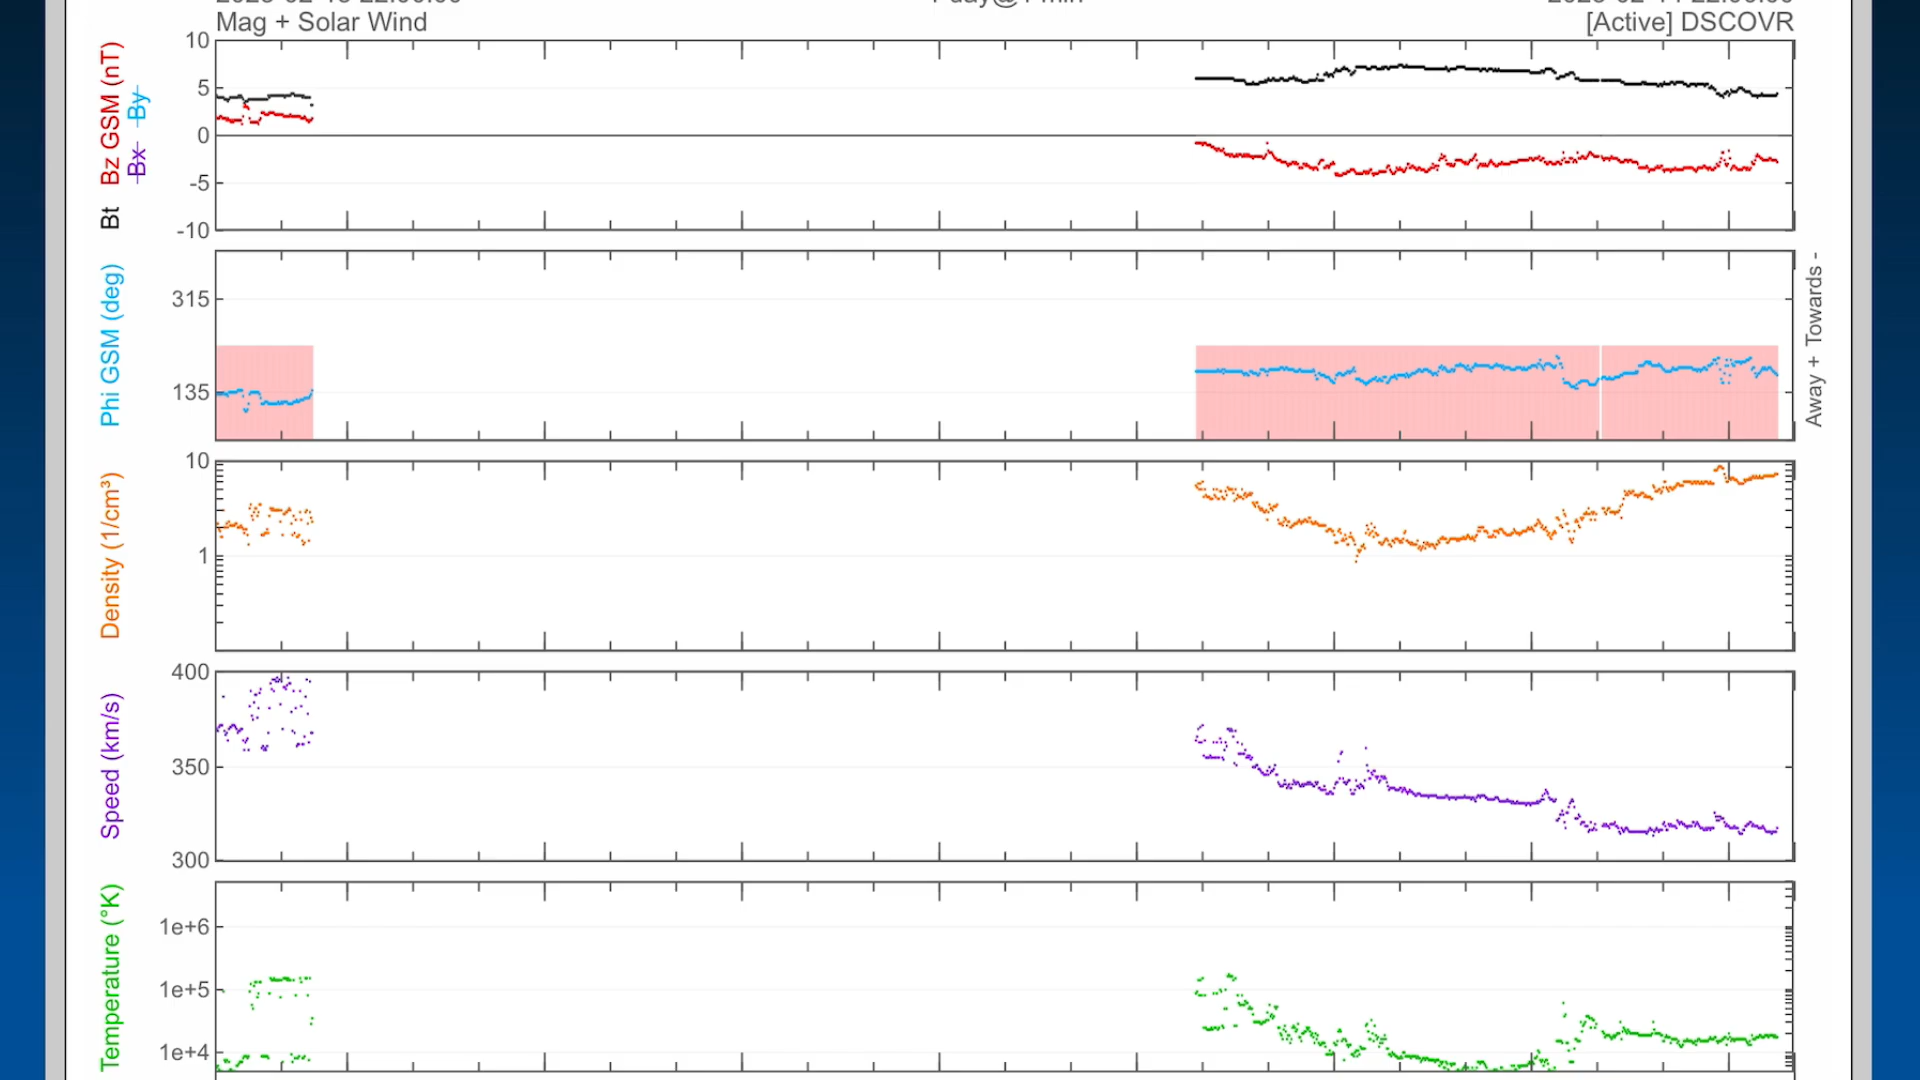 Mag + Solar Wind
[Active] DSCOVR
Bt Bz GSM (nT)
Bx By
10
5
0
-5
-10
Phi GSM (deg)
315
135
Away + Towards -
Density (1/cm³)
10
1
Speed (km/s)
400
350
300
Temperature (°K)
1e+6
1e+5
1e+4